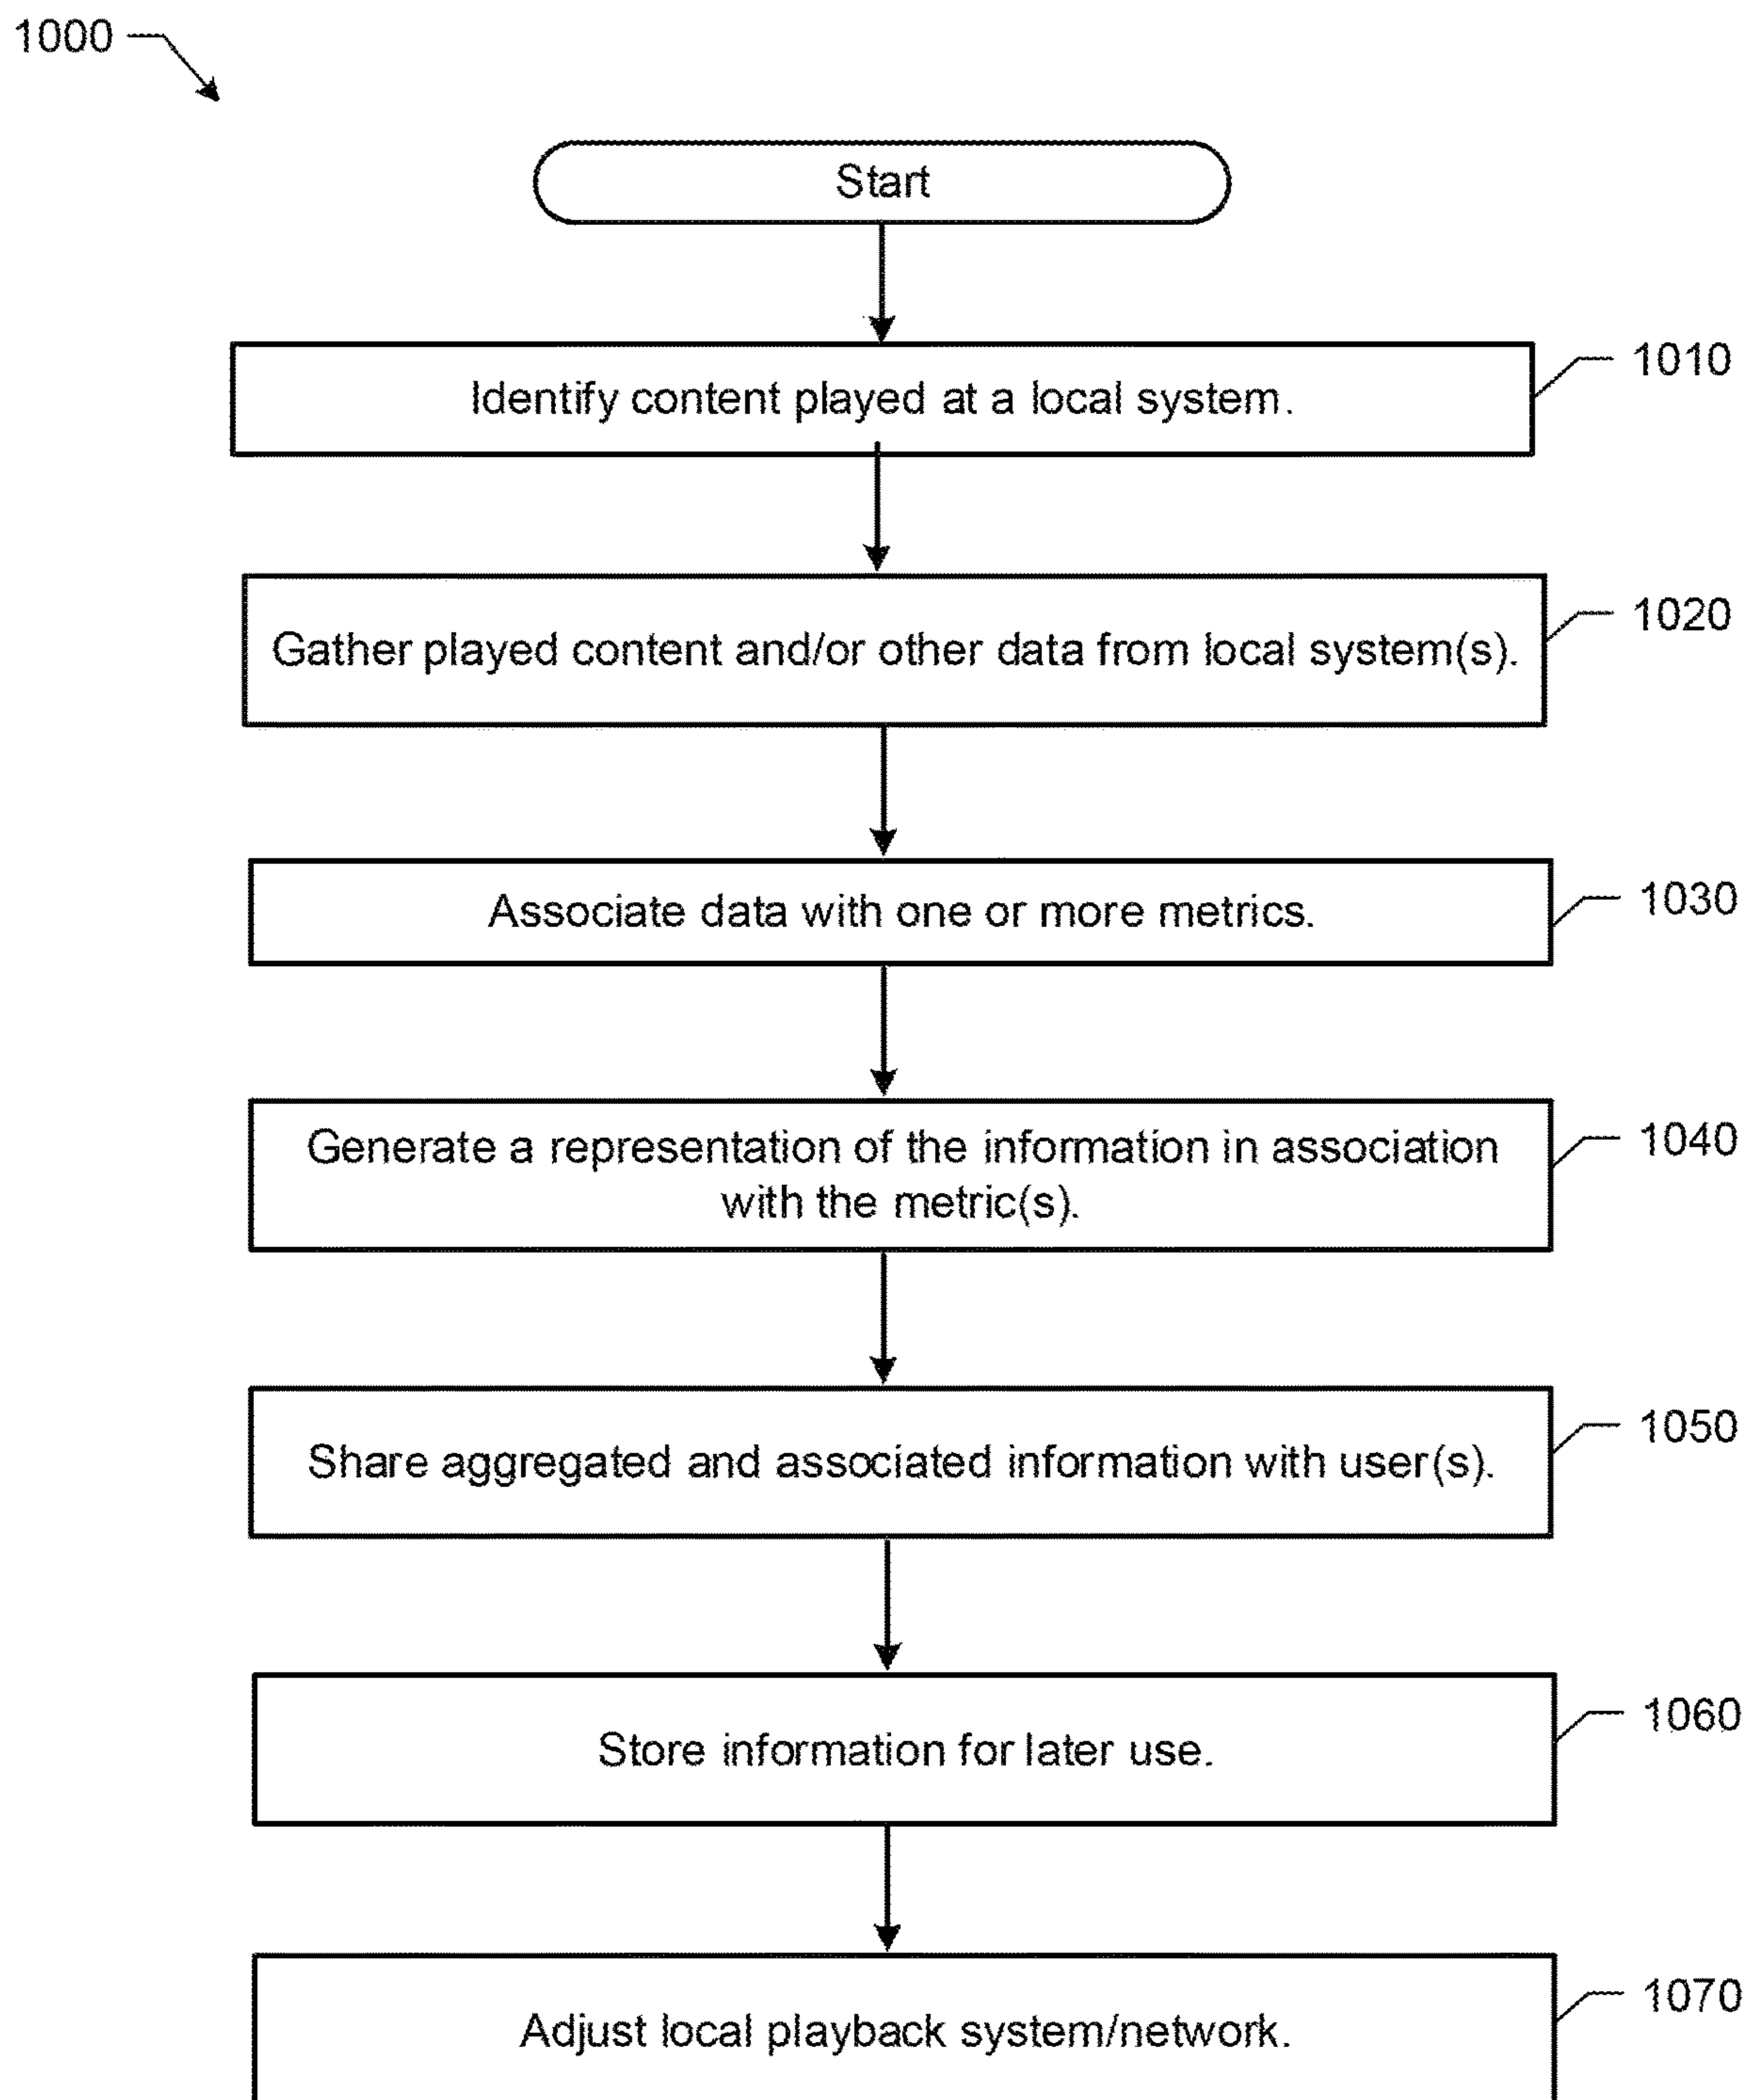 1000
Start
Identify content played at a local system.
1010
Gather played content and/or other data from local system(s).
1020
Associate data with one or more metrics.
1030
Generate a representation of the information in association
with the metric(s).
1040
Share aggregated and associated information with user(s).
1050
Store information for later use.
1060
Adjust local playback system/network.
1070